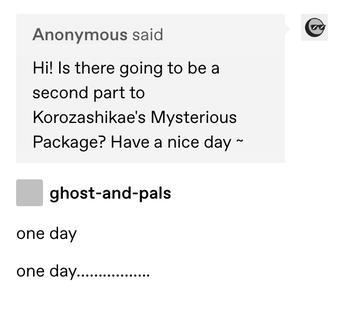 Anonymous said
Hi! Is there going to be a
second part to
Korozashikae's Mysterious
Package? Have a nice day ~
ghost-and-pals
one day
one day.................